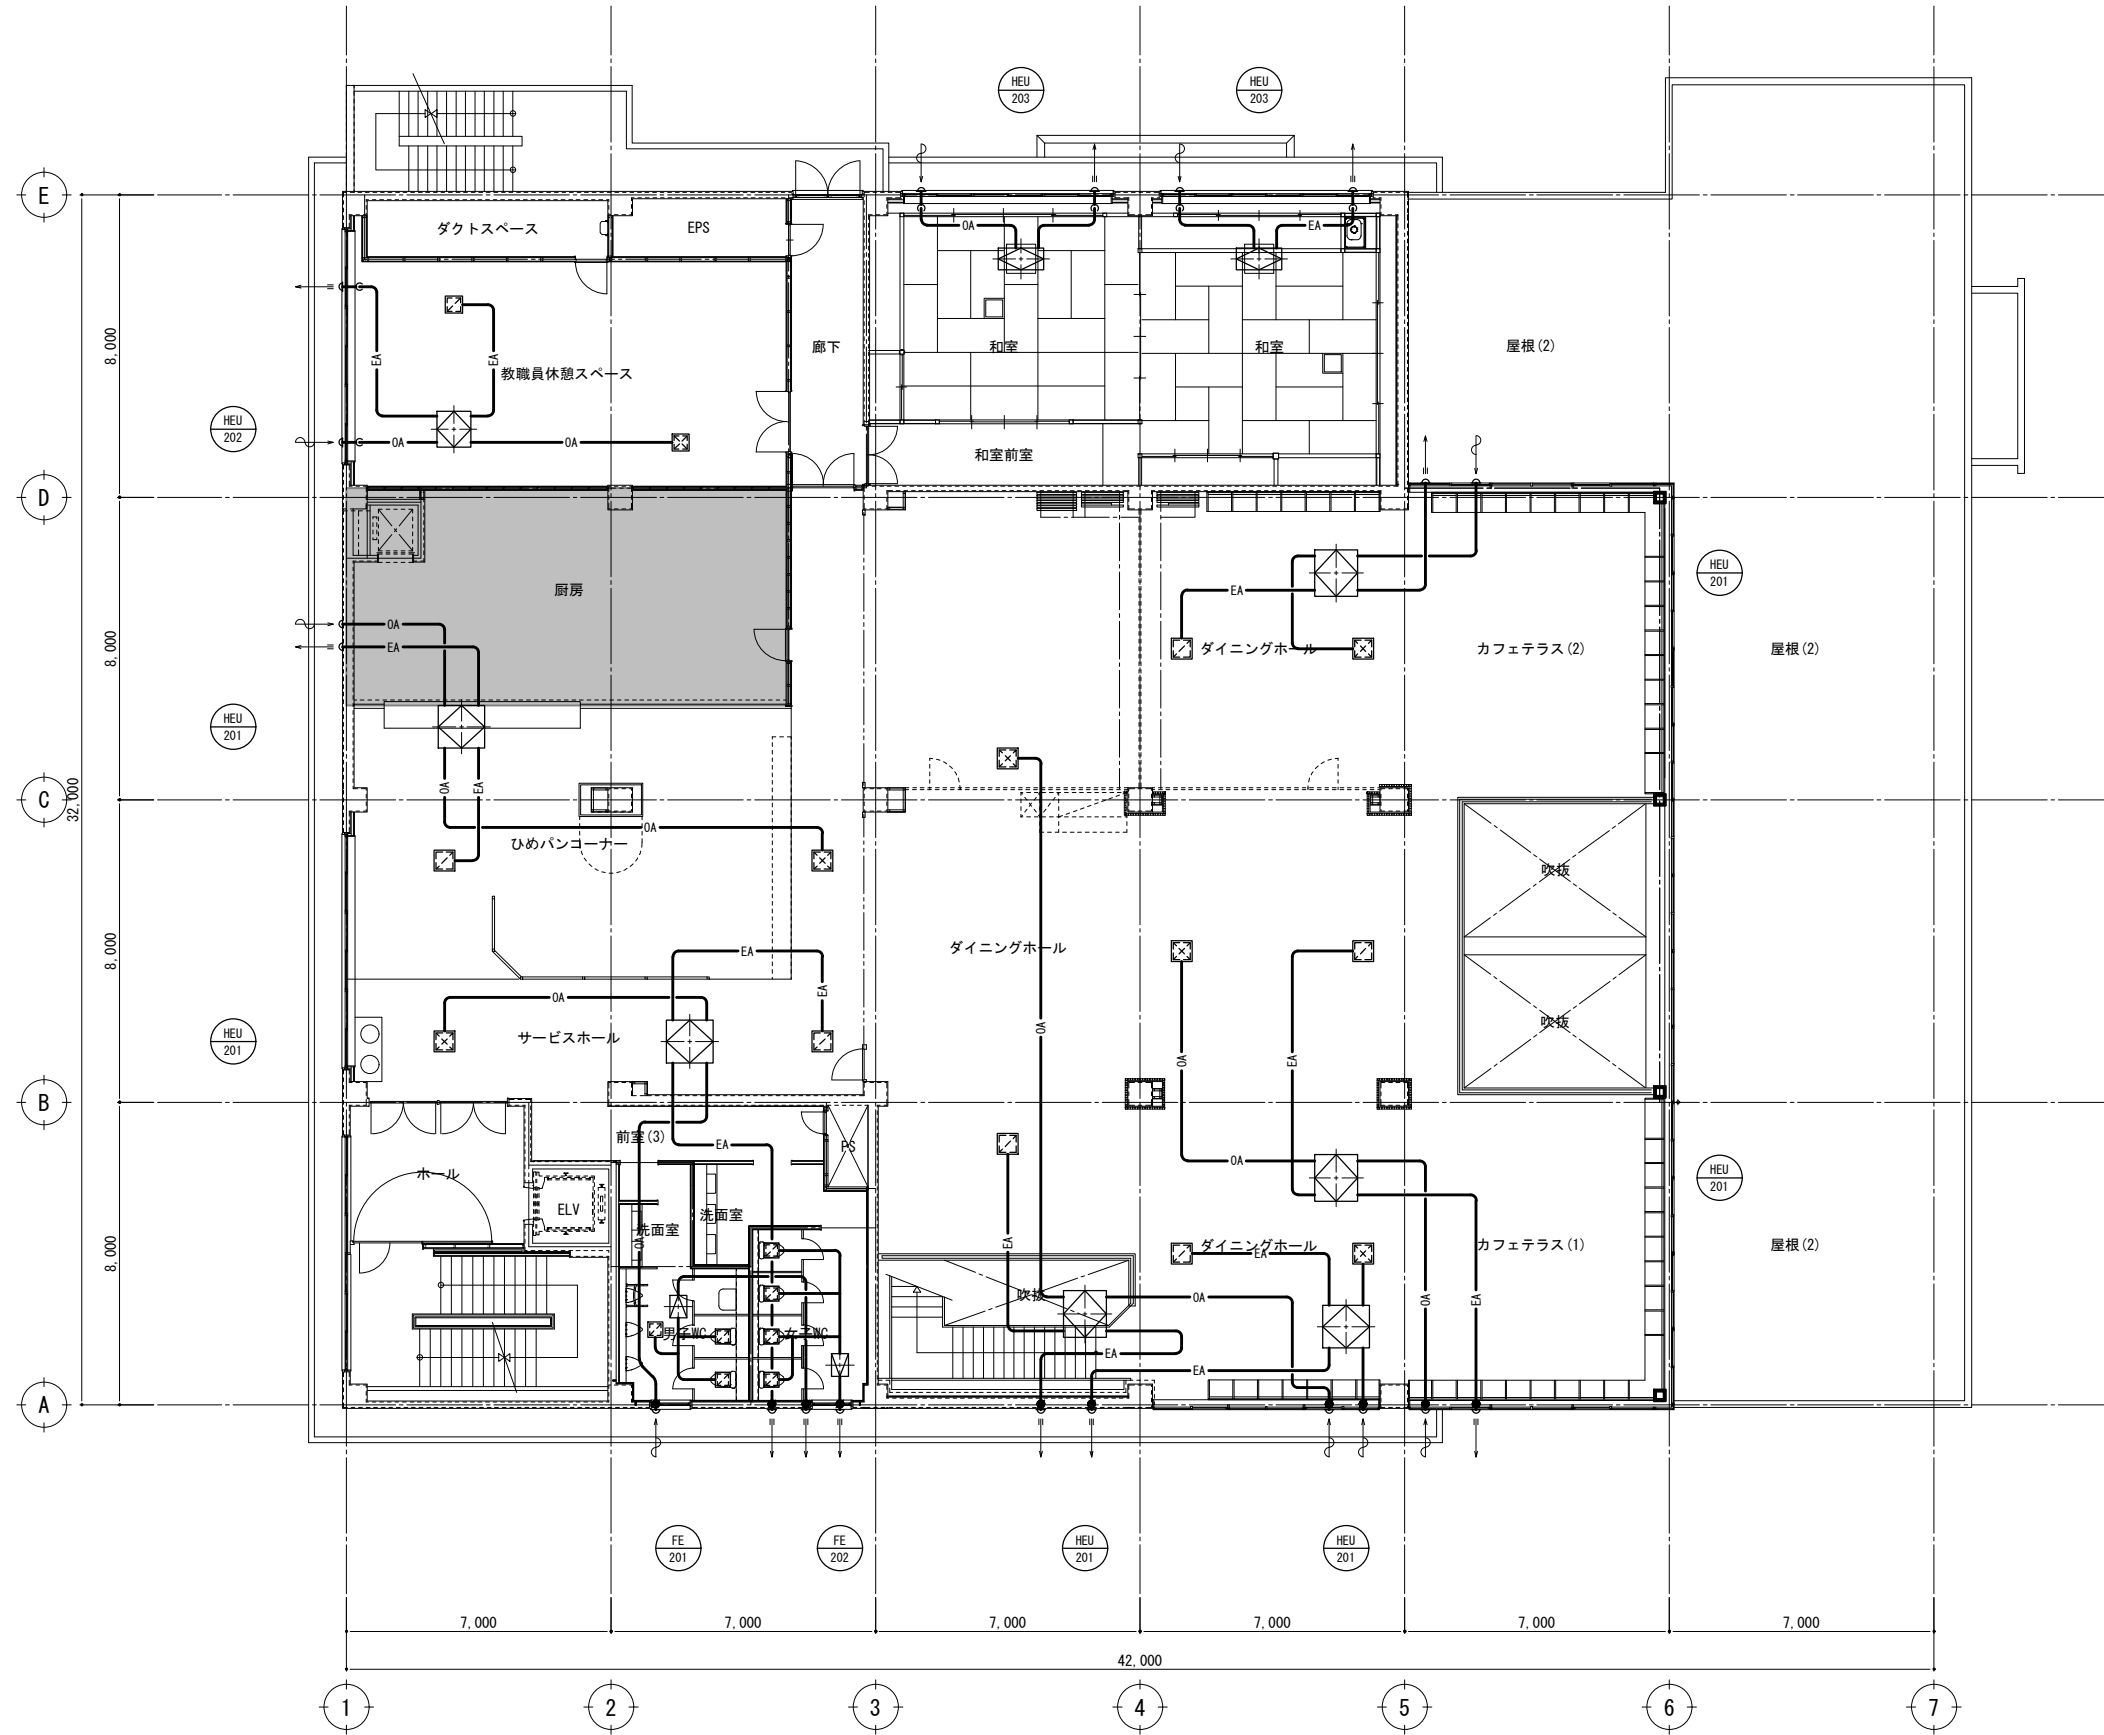 HEU
203
HEU
203
E
ダクトスペース
EPS
OA
EA
8,000
EA
EA
教職員休憩スペース
廊下
和室
和室
屋根(2)
HEU
202
OA
OA
和室前室
D
厨房
HEU
201
EA
OA
EA
ダイニングホール
カフェテラス(2)
屋根(2)
8,000
HEU
201
OA
EA
C
32,000
OA
ひめパンコーナー
吹抜
8,000
EA
ダイニングホール
EA
OA
サービスホール
吹抜
HEU
201
OA
OA
EA
B
前室(3)
EA
PS
ホール
OA
HEU
201
ELV
洗面室
洗面室
OA
EA
ダイニングホール
EA
カフェテラス(1)
屋根(2)
8,000
吹抜
OA
OA
EA
男子WC
女子WC
EA
EA
A
FE
201
FE
202
HEU
201
HEU
201
7,000
7,000
7,000
7,000
7,000
7,000
42,000
1
2
3
4
5
6
7